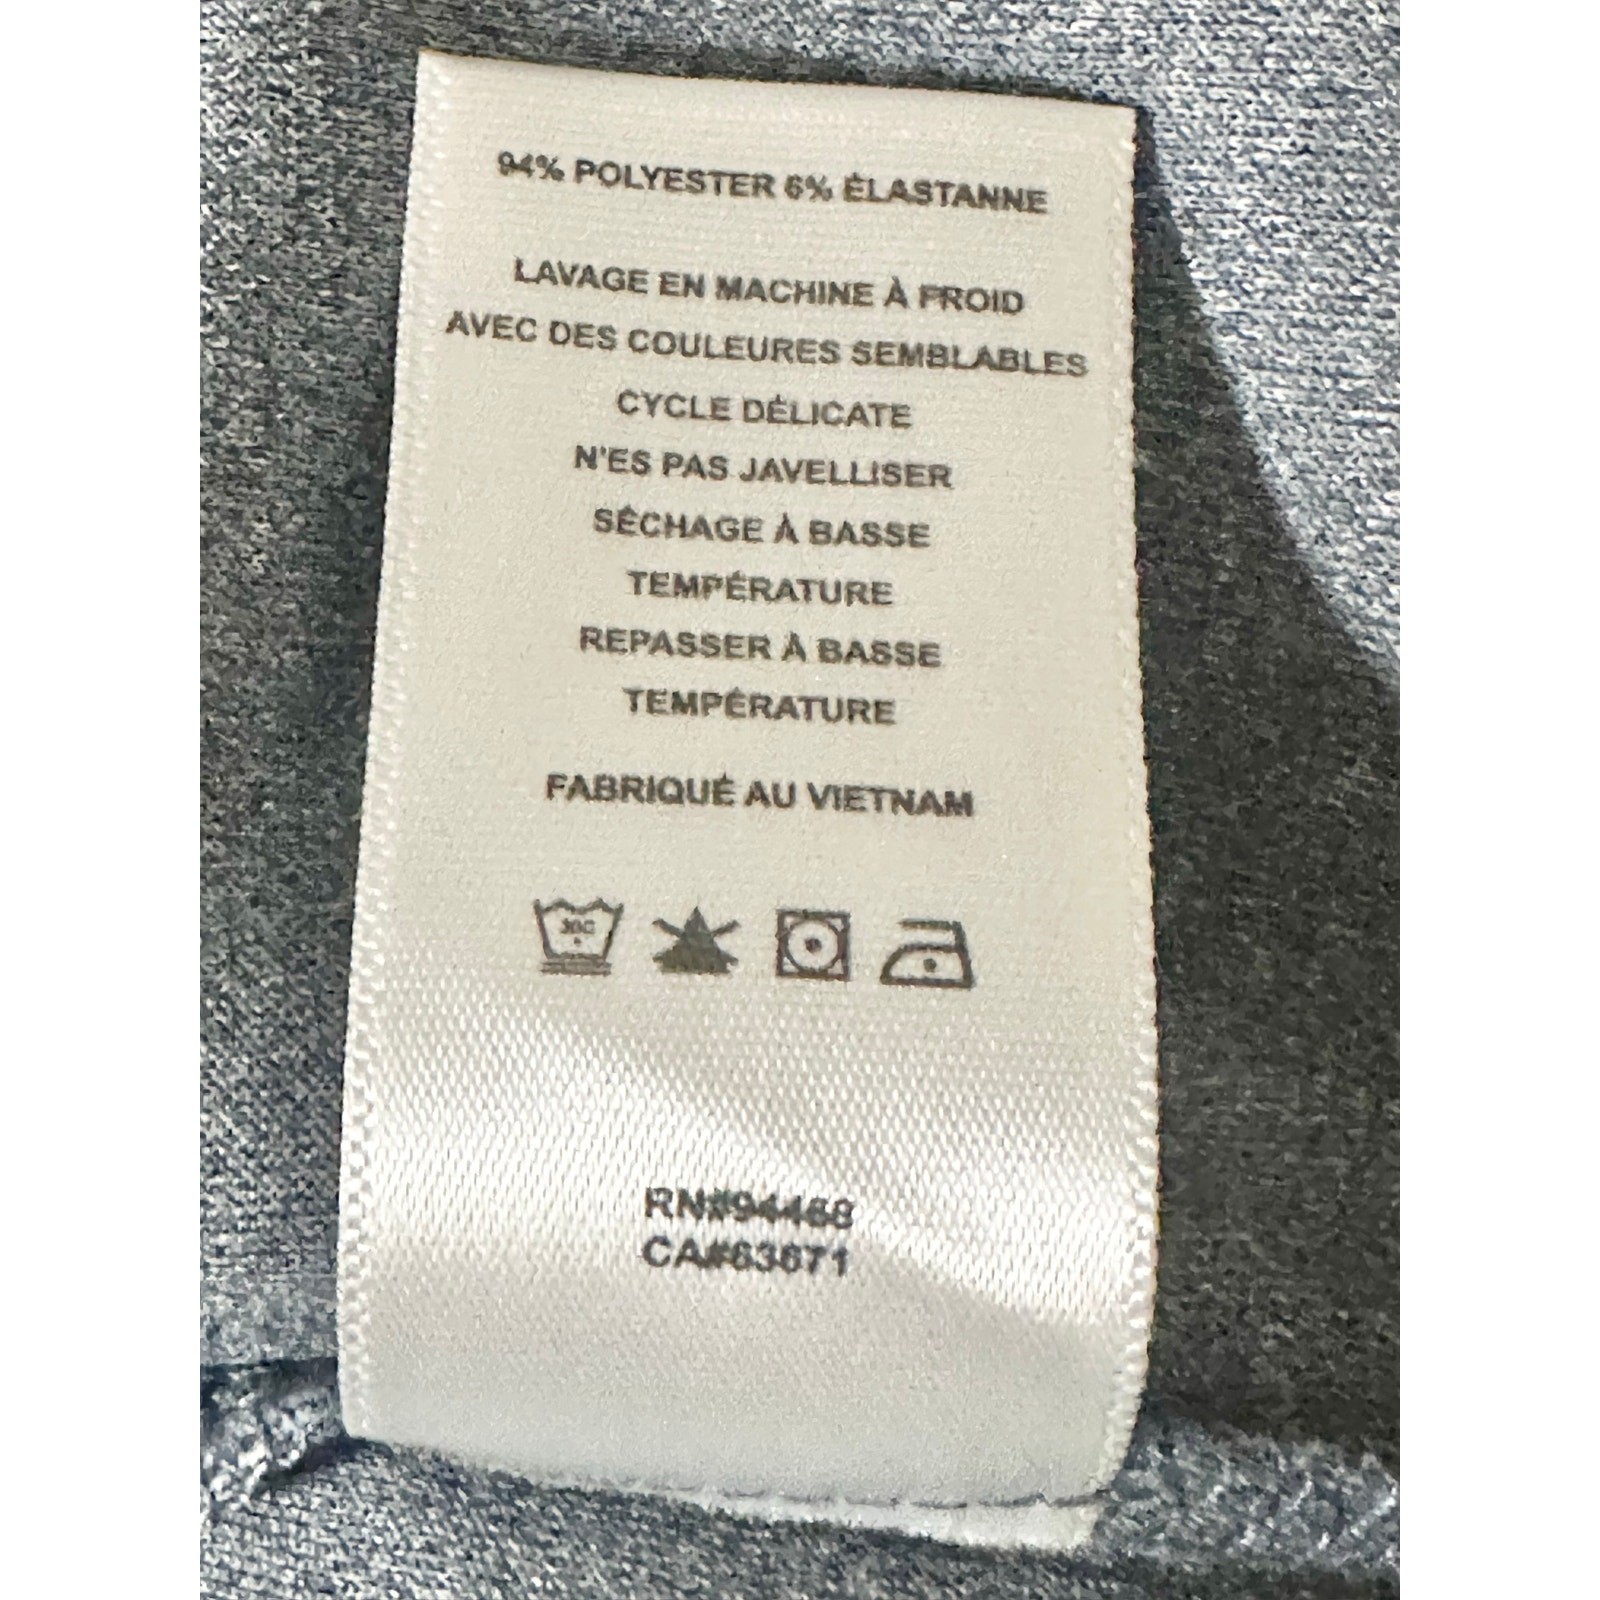 94% POLYESTER 6% ÉLASTANNE
LAVAGE EN MACHINE À FROID
AVEC DES COULEURES SEMBLABLES
CYCLE DÉLICATE
N'ES PAS JAVELLISER
SÉCHAGE À BASSE
TEMPÉRATURE
REPASSER À BASSE
TEMPÉRATURE
FABRIQUÉ AU VIETNAM
30C
RN#94468
CA#63671